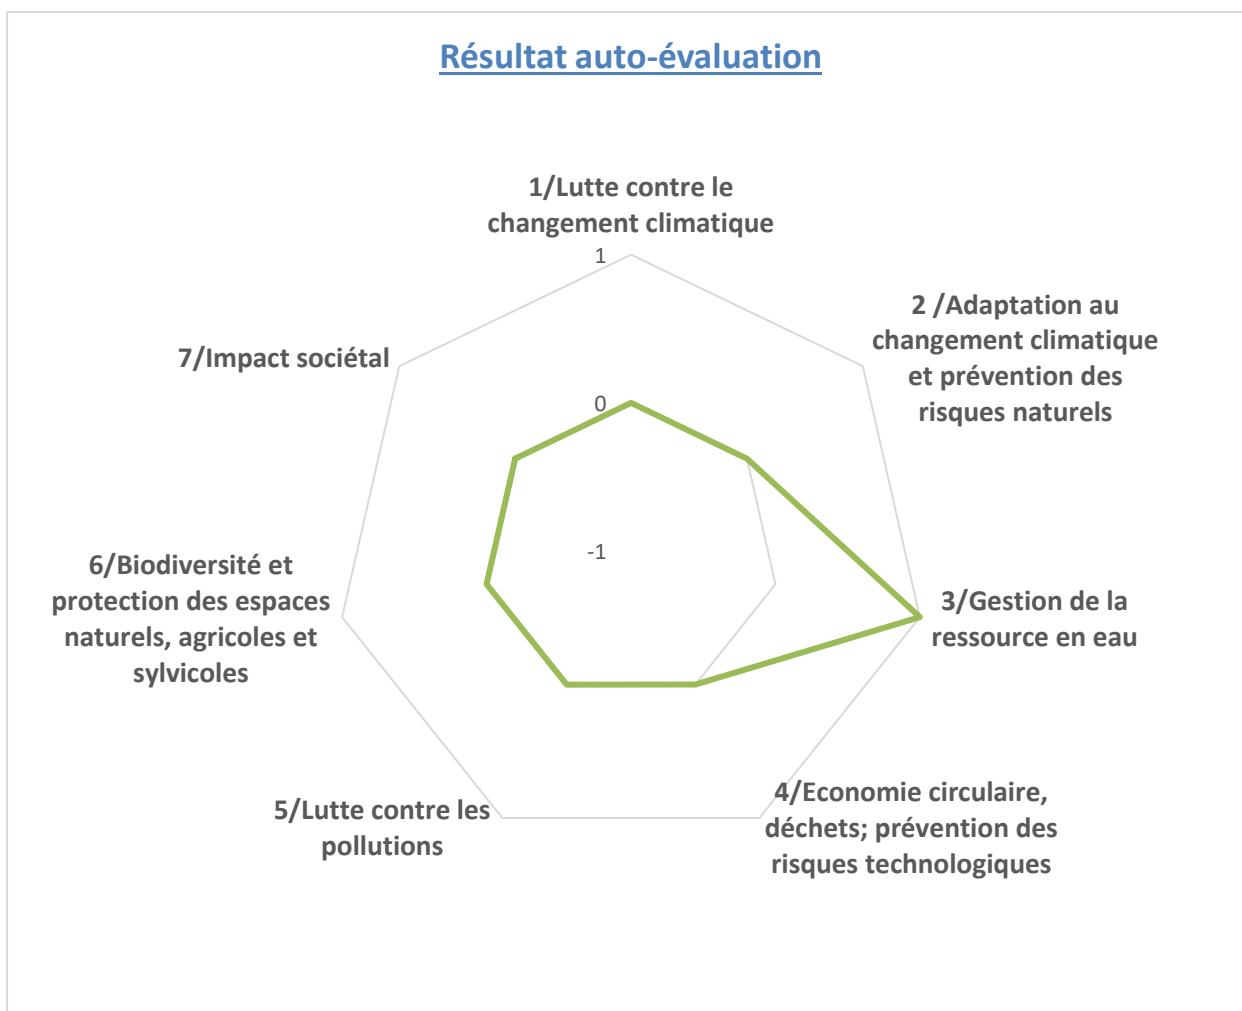 Résultat auto-évaluation
1/Lutte contre le
changement climatique
1
2 /Adaptation au
changement climatique
et prévention des
risques naturels
7/Impact sociétal
0
-1
6/Biodiversité et
protection des espaces
naturels, agricoles et
sylvicoles
3/Gestion de la
ressource en eau
5/Lutte contre les
pollutions
4/Economie circulaire,
déchets; prévention des
risques technologiques